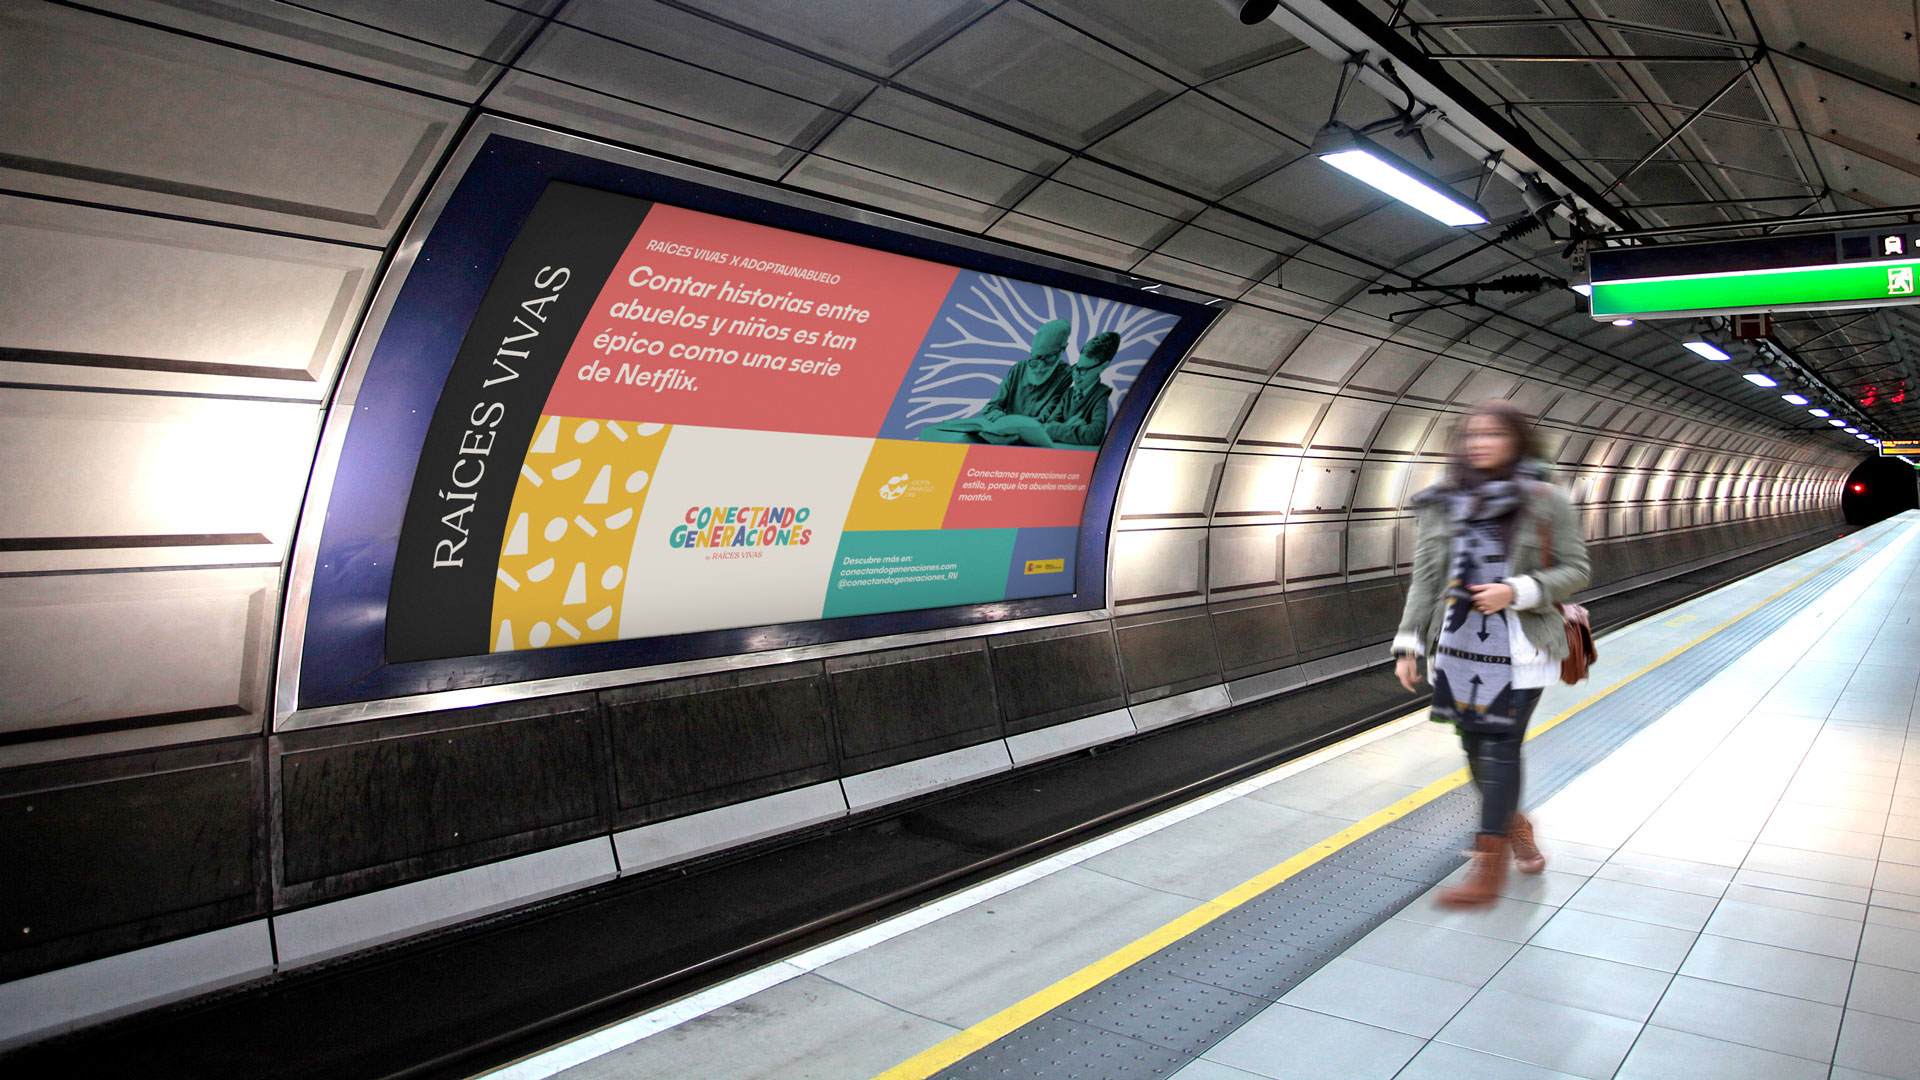 RAÍCES VIVAS
RAÍCES VIVAS X ADOPTAUNABUELO
Contar historias entre
abuelos y niños es tan
épico como una serie
de Netflix.
CONECTANDO
GENERACIONES
by RAÍCES VIVAS
ADOPTA
UNABUELO
Conectamos generaciones con
estilo, porque los abuelos molan un
montón.
Descubre más en:
conectandogeneraciones.com
@conectandogeneraciones_RV